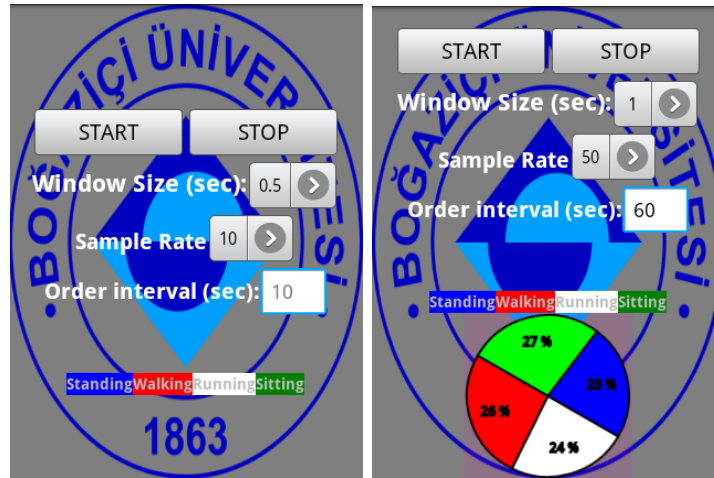 BOĞAZİÇİ ÜNİVERSİTESİ
START STOP
Window Size (sec): 0.5
Sample Rate 10
Order interval (sec): 10
Standing Walking Running Sitting
1863
START STOP
Window Size (sec): 1
Sample Rate 50
Order interval (sec): 60
Standing Walking Running Sitting
27 %
23 %
26 %
24 %